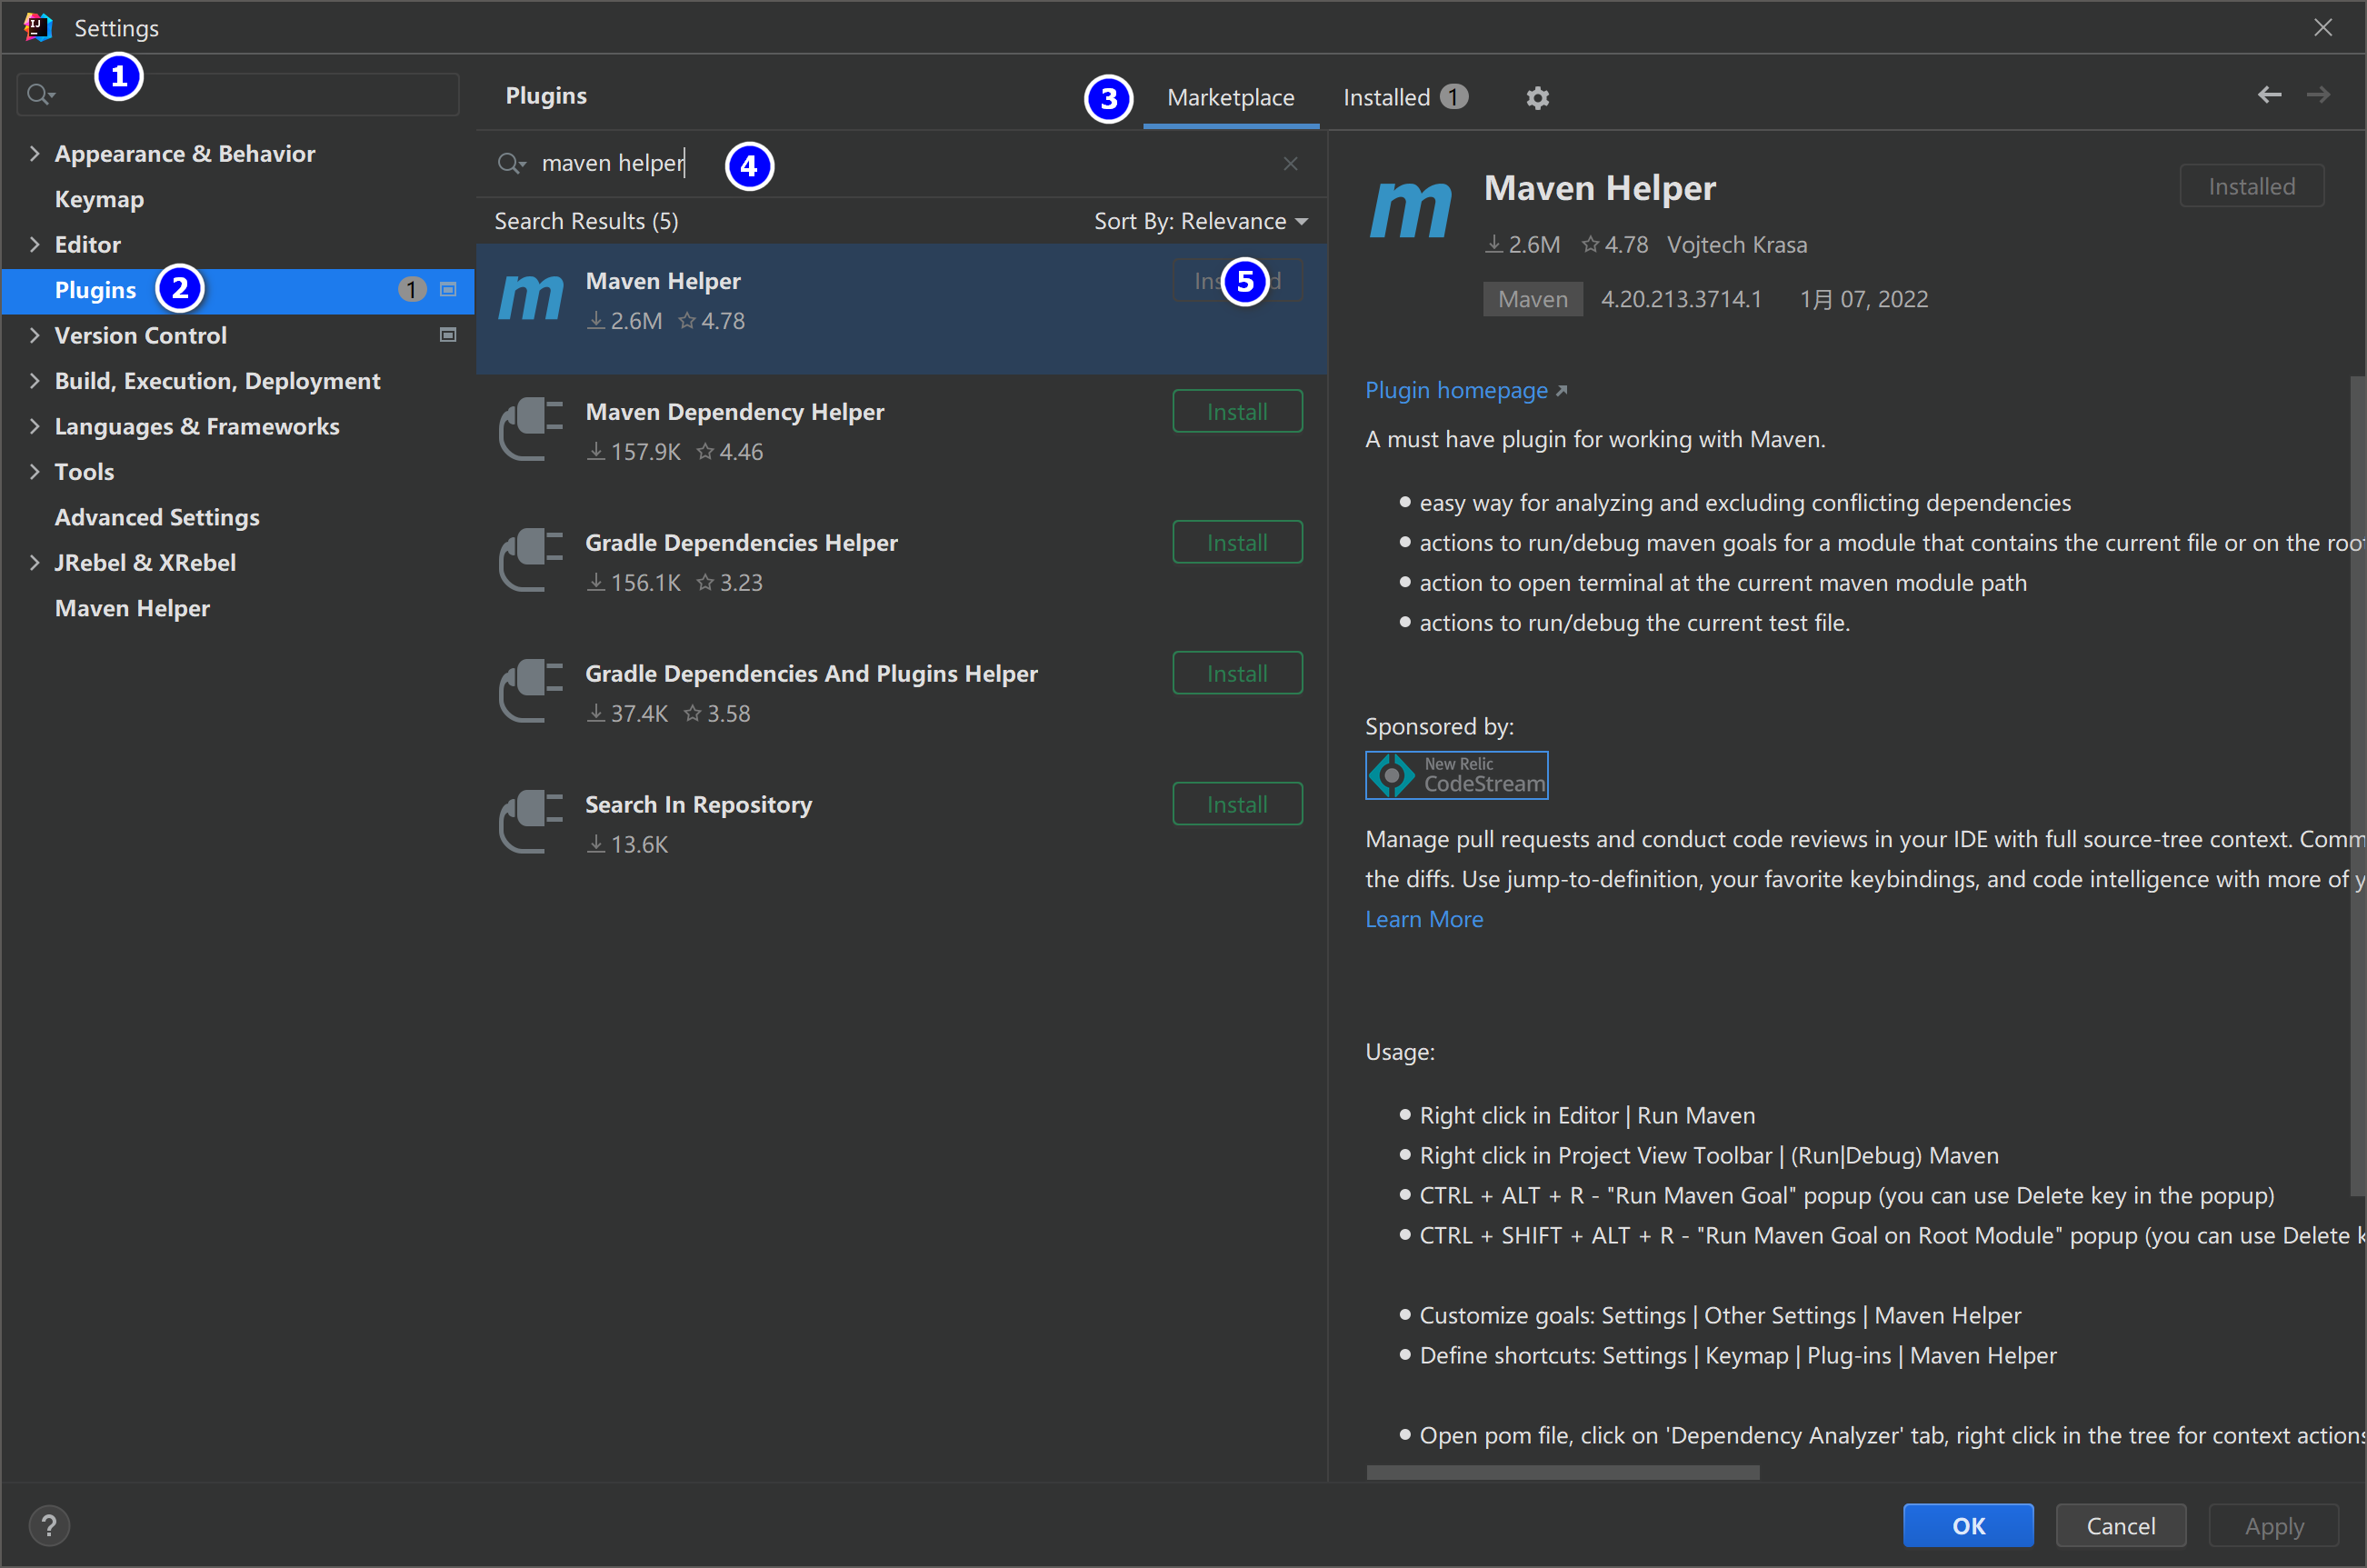 Settings
1
Appearance & Behavior
Keymap
Editor
Plugins 2 1
Version Control
Build, Execution, Deployment
Languages & Frameworks
Tools
Advanced Settings
JRebel & XRebel
Maven Helper
Plugins
3 Marketplace Installed 1
maven helper 4
Search Results (5) Sort By: Relevance
Maven Helper
5
2.6M 4.78
Maven Dependency Helper Install
157.9K 4.46
Gradle Dependencies Helper Install
156.1K 3.23
Gradle Dependencies And Plugins Helper Install
37.4K 3.58
Search In Repository Install
13.6K
Maven Helper Installed
2.6M 4.78 Vojtech Krasa
Maven 4.20.213.3714.1 1月 07, 2022
Plugin homepage
A must have plugin for working with Maven.
easy way for analyzing and excluding conflicting dependencies
actions to run/debug maven goals for a module that contains the current file or on the
action to open terminal at the current maven module path
actions to run/debug the current test file.
Sponsored by:
New Relic
CodeStream
Manage pull requests and conduct code reviews in your IDE with full source-tree context.
the diffs. Use jump-to-definition, your favorite keybindings, and code intelligence with more of
Learn More
Usage:
Right click in Editor | Run Maven
Right click in Project View Toolbar | (Run|Debug) Maven
CTRL + ALT + R - "Run Maven Goal" popup (you can use Delete key in the popup)
CTRL + SHIFT + ALT + R - "Run Maven Goal on Root Module" popup (you can use Delete
Customize goals: Settings | Other Settings | Maven Helper
Define shortcuts: Settings | Keymap | Plug-ins | Maven Helper
Open pom file, click on 'Dependency Analyzer' tab, right click in the tree for context actions
? OK Cancel Apply